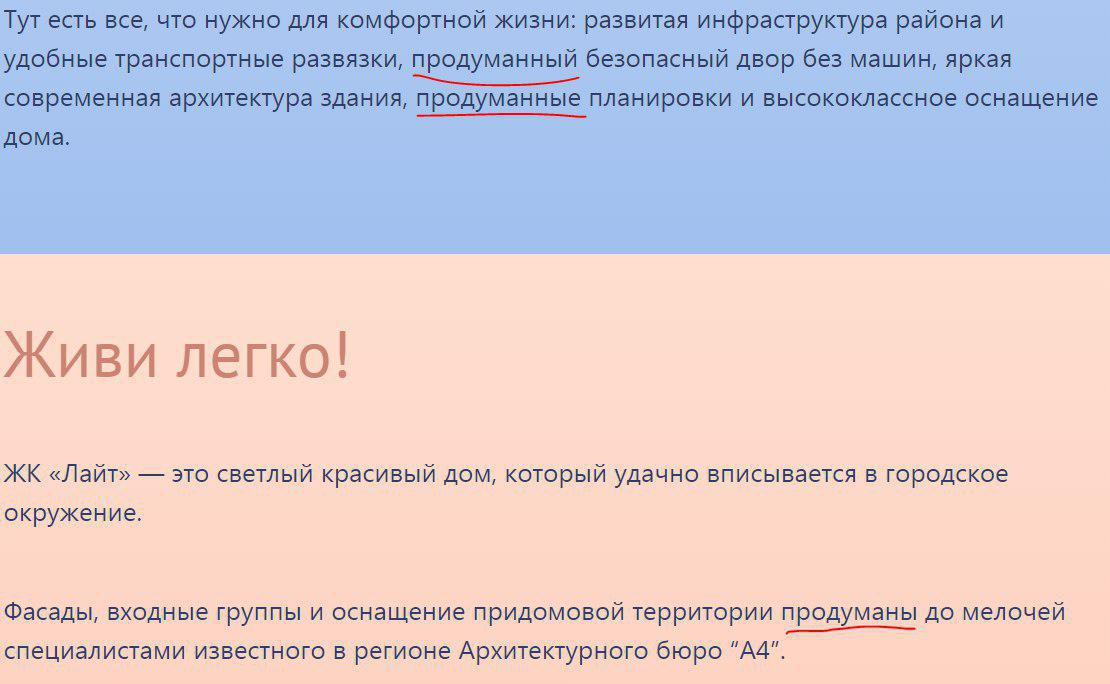 Тут есть все, что нужно для комфортной жизни: развитая инфраструктура района и
удобные транспортные развязки, продуманный безопасный двор без машин, яркая
современная архитектура здания, продуманные планировки и высококлассное оснащение
дома.
Живи легко!
ЖК «Лайт» — это светлый красивый дом, который удачно вписывается в городское
окружение.
Фасады, входные группы и оснащение придомовой территории продуманы до мелочей
специалистами известного в регионе Архитектурного бюро “А4”.